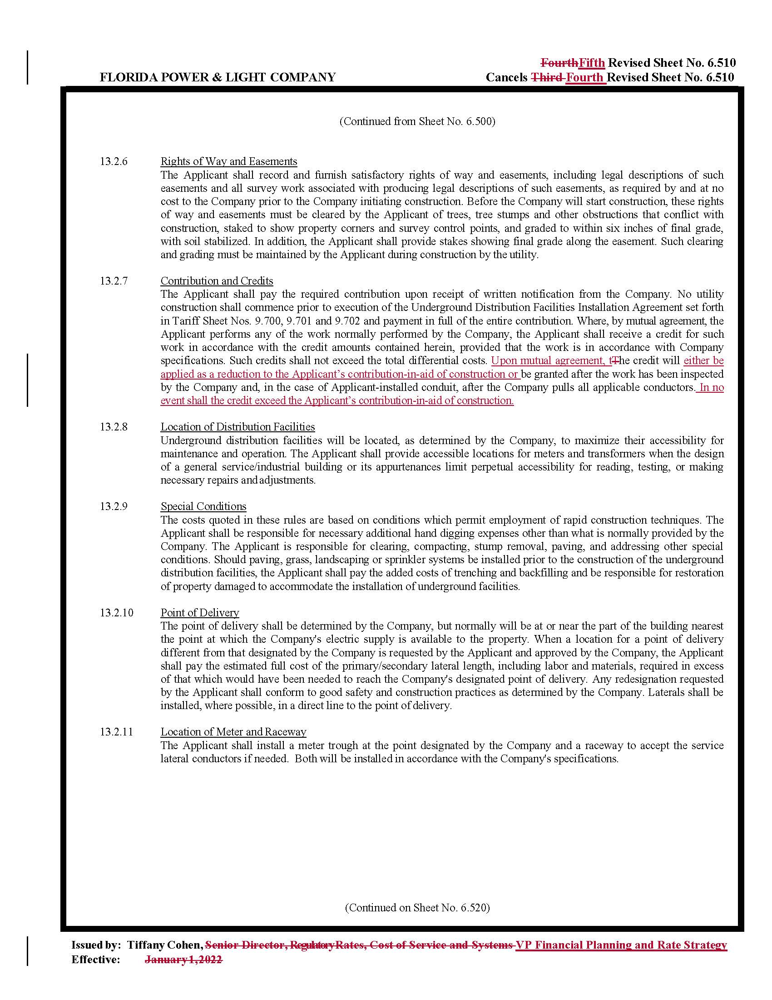 FourthFifth Revised Sheet No. 6.510
FLORIDA POWER & LIGHT COMPANY Cancels Third Fourth Revised Sheet No. 6.510
(Continued from Sheet No. 6.500)
13.2.6 Rights of Way and Easements
The Applicant shall record and furnish satisfactory rights of way and easements, including legal descriptions of such
easements and all survey work associated with producing legal descriptions of such easements, as required by and at no
cost to the Company prior to the Company initiating construction. Before the Company will start construction, these rights
of way and easements must be cleared by the Applicant of trees, tree stumps and other obstructions that conflict with
construction, staked to show property corners and survey control points, and graded to within six inches of final grade,
with soil stabilized. In addition, the Applicant shall provide stakes showing final grade along the easement. Such clearing
and grading must be maintained by the Applicant during construction by the utility.
13.2.7 Contribution and Credits
The Applicant shall pay the required contribution upon receipt of written notification from the Company. No utility
construction shall commence prior to execution of the Underground Distribution Facilities Installation Agreement set forth
in Tariff Sheet Nos. 9.700, 9.701 and 9.702 and payment in full of the entire contribution. Where, by mutual agreement, the
Applicant performs any of the work normally performed by the Company, the Applicant shall receive a credit for such
work in accordance with the credit amounts contained herein, provided that the work is in accordance with Company
specifications. Such credits shall not exceed the total differential costs. Upon mutual agreement, tThe credit will either be
applied as a reduction to the Applicant’s contribution-in-aid of construction or be granted after the work has been inspected
by the Company and, in the case of Applicant-installed conduit, after the Company pulls all applicable conductors. In no
event shall the credit exceed the Applicant’s contribution-in-aid of construction.
13.2.8 Location of Distribution Facilities
Underground distribution facilities will be located, as determined by the Company, to maximize their accessibility for
maintenance and operation. The Applicant shall provide accessible locations for meters and transformers when the design
of a general service/industrial building or its appurtenances limit perpetual accessibility for reading, testing, or making
necessary repairs and adjustments.
13.2.9 Special Conditions
The costs quoted in these rules are based on conditions which permit employment of rapid construction techniques. The
Applicant shall be responsible for necessary additional hand digging expenses other than what is normally provided by the
Company. The Applicant is responsible for clearing, compacting, stump removal, paving, and addressing other special
conditions. Should paving, grass, landscaping or sprinkler systems be installed prior to the construction of the underground
distribution facilities, the Applicant shall pay the added costs of trenching and backfilling and be responsible for restoration
of property damaged to accommodate the installation of underground facilities.
13.2.10 Point of Delivery
The point of delivery shall be determined by the Company, but normally will be at or near the part of the building nearest
the point at which the Company's electric supply is available to the property. When a location for a point of delivery
different from that designated by the Company is requested by the Applicant and approved by the Company, the Applicant
shall pay the estimated full cost of the primary/secondary lateral length, including labor and materials, required in excess
of that which would have been needed to reach the Company's designated point of delivery. Any redesignation requested
by the Applicant shall conform to good safety and construction practices as determined by the Company. Laterals shall be
installed, where possible, in a direct line to the point of delivery.
13.2.11 Location of Meter and Raceway
The Applicant shall install a meter trough at the point designated by the Company and a raceway to accept the service
lateral conductors if needed. Both will be installed in accordance with the Company's specifications.
(Continued on Sheet No. 6.520)
Issued by: Tiffany Cohen, Senior Director, Regulatory Rates, Cost of Service and Systems VP Financial Planning and Rate Strategy
Effective: January 1, 2022